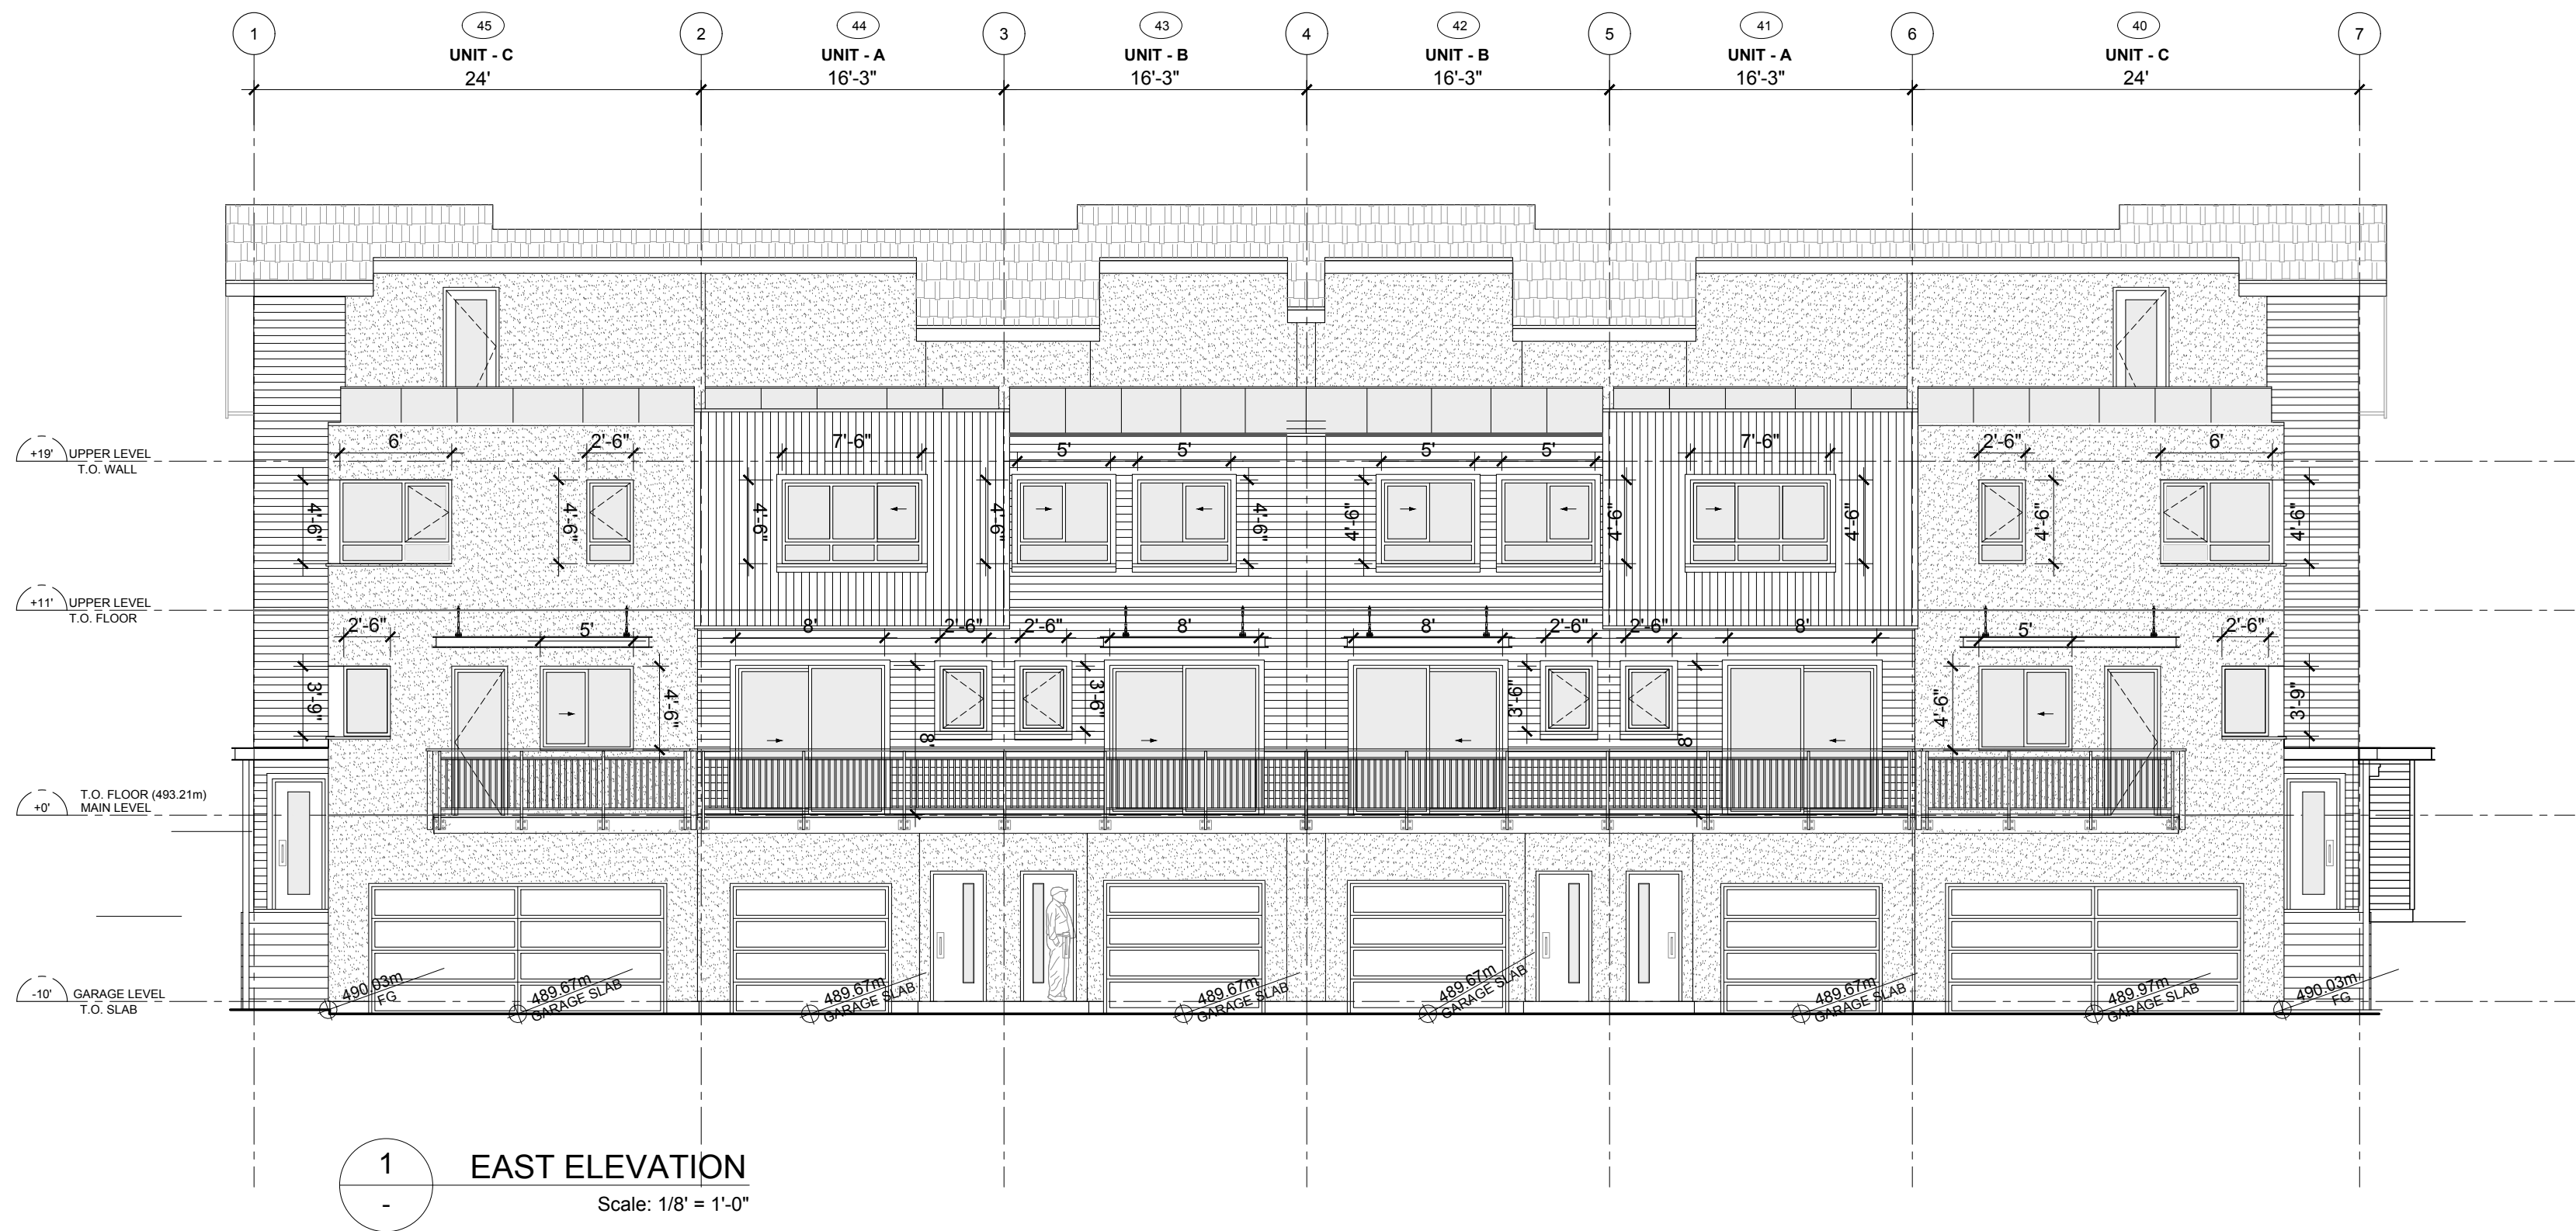 1 45 2 44 3 43 4 42 5 41 6 40 7
UNIT - C UNIT - A UNIT - B UNIT - B UNIT - A UNIT - C
24' 16'-3" 16'-3" 16'-3" 16'-3" 24'
+19' UPPER LEVEL
T.O. WALL
6' 2'-6" 7'-6" 5' 5' 5' 5' 7'-6" 2'-6" 6'
4'-6" 4'-6" 4'-6" 4'-6" 4'-6" 4'-6" 4'-6" 4'-6" 4'-6" 4'-6"
+11' UPPER LEVEL
T.O. FLOOR
2'-6" 5' 8' 2'-6" 2'-6" 8' 8' 2'-6" 2'-6" 8' 5' 2'-6"
3'-9" 4'-6" 8' 3'-6" 3'-6" 8' 4'-6" 3'-9"
+0' T.O. FLOOR (493.21m)
MAIN LEVEL
-10' GARAGE LEVEL
T.O. SLAB
490.03m
FG
489.67m
GARAGE SLAB
489.67m
GARAGE SLAB
489.67m
GARAGE SLAB
489.67m
GARAGE SLAB
489.67m
GARAGE SLAB
489.97m
GARAGE SLAB
490.03m
FG
1 EAST ELEVATION
- Scale: 1/8' = 1'-0"